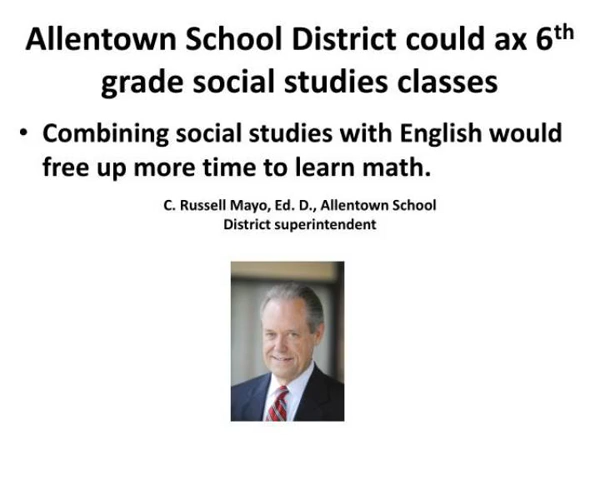 Allentown School District could ax 6th
grade social studies classes
• Combining social studies with English would
free up more time to learn math.
C. Russell Mayo, Ed. D., Allentown School
District superintendent